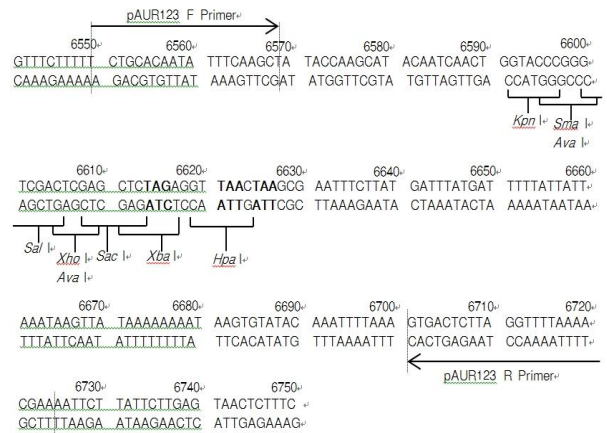 pAUR123 F Primer
6550 6560 6570 6580 6590 6600
GTTTCTTTTT CTGCACAATA TTTCAAGCTA TACCAAGCAT ACAATCAACT GGTACCCGGG
CAAAGAAAAA AGACGTGTTAT AAAGTTCGAT ATGGTTCGTA TGTTAGTTGA CCATGGGCCC
Kpn I Sma I
Ava I
6610 6620 6630 6640 6650 6660
TCGACTCGAG CTCTAGAGGT TAACTAAGCG AATTTCTTAT GATTTATGAT TTTTATTATT
AGCTGAGCTC GAGATCTCCA ATTGATTCGC TTAAAGAATA CTAAATACTA AAAATAATAA
Sal I Xho I Sac I Xba I Hpa I
Ava I
6670 6680 6690 6700 6710 6720
AAATAAGTTA TAAAAAAAAT AAGTGTATAC AAATTTTAAA GTGACTCTTA GGTTTTAAAA
TTTATTCAAT ATTTTTTTTA TTCACATATG TTTAAAATTT CACTGAGAAT CCAAAATTTT
pAUR123 R Primer
6730 6740 6750
CGAAAATTCT TATTCTTGAG TAACTCTTTC
GCTTTTAAGA ATAAGAACTC ATTGAGAAAG